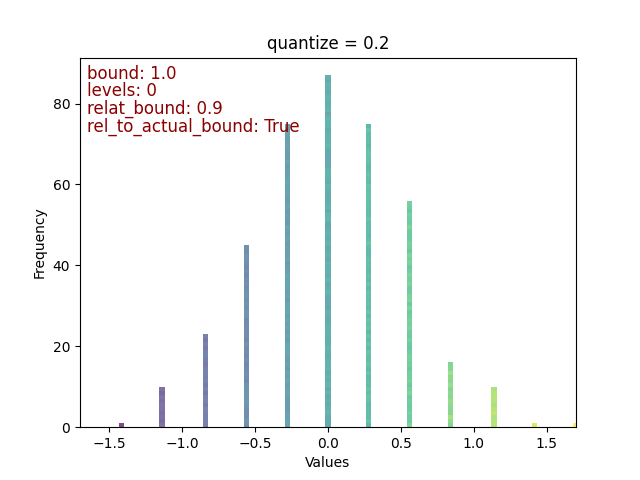 quantize = 0.2
bound: 1.0
levels: 0
relat_bound: 0.9
rel_to_actual_bound: True
80
60
40
20
0
Frequency
−1.5 −1.0 −0.5 0.0 0.5 1.0 1.5
Values